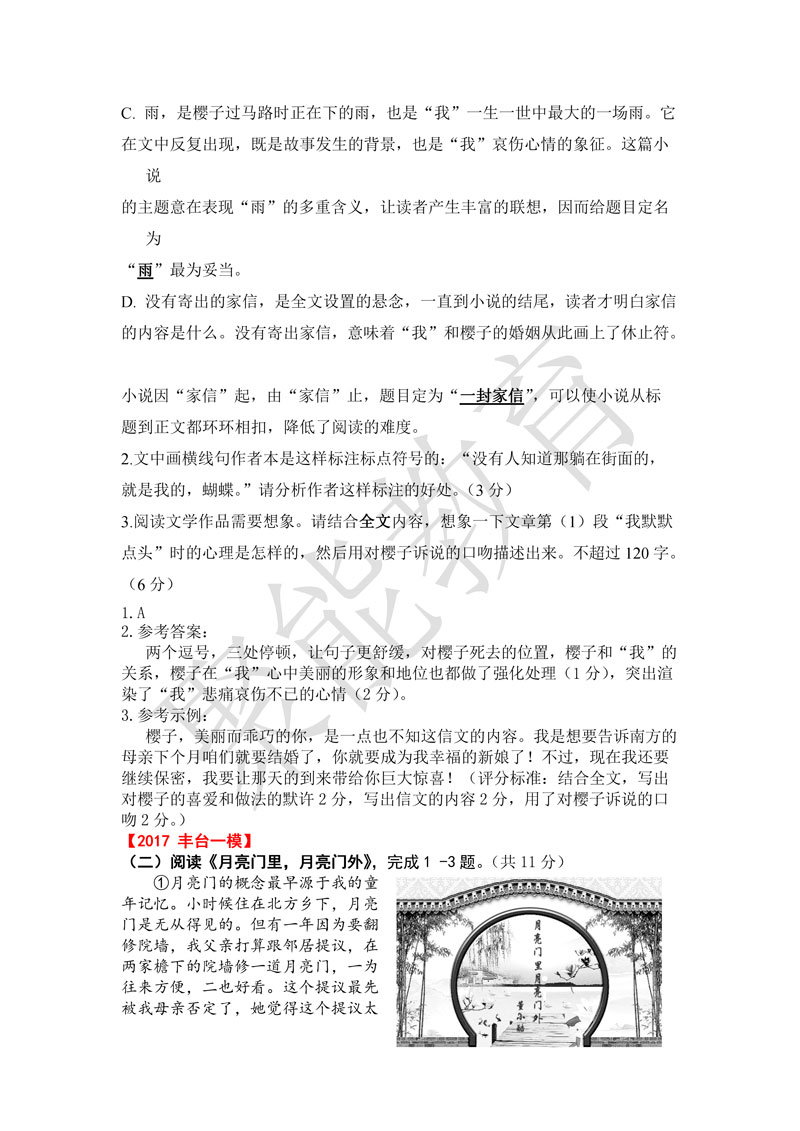 C. 雨，是樱子过马路时正在下的雨，也是“我”一生一世中最大的一场雨。它
在文中反复出现，既是故事发生的背景，也是“我”哀伤心情的象征。这篇小
说
的主题意在表现“雨”的多重含义，让读者产生丰富的联想，因而给题目定名
为
“雨”最为妥当。
D. 没有寄出的家信，是全文设置的悬念，一直到小说的结尾，读者才明白家信
的内容是什么。没有寄出家信，意味着“我”和樱子的婚姻从此画上了休止符。
小说因“家信”起，由“家信”止，题目定为“一封家信”，可以使小说从标
题到正文都环环相扣，降低了阅读的难度。
2.文中画横线句作者本是这样标注标点符号的：“没有人知道那躺在街面的，
就是我的，蝴蝶。”请分析作者这样标注的好处。（3 分）
3.阅读文学作品需要想象。请结合全文内容，想象一下文章第（1）段“我默默
点头”时的心理是怎样的，然后用对樱子诉说的口吻描述出来。不超过 120 字。
（6 分）
1.A
2.参考答案：
两个逗号，三处停顿，让句子更舒缓，对樱子死去的位置，樱子和“我”的
关系，樱子在“我”心中美丽的形象和地位也都做了强化处理（1 分），突出渲
染了“我”悲痛哀伤不已的心情（2 分）。
3.参考示例：
樱子，美丽而乖巧的你，是一点也不知这信文的内容。我是想要告诉南方的
母亲下个月咱们就要结婚了，你就要成为我幸福的新娘了！不过，现在我还要
继续保密，我要让那天的到来带给你巨大惊喜！（评分标准：结合全文，写出
对樱子的喜爱和做法的默许 2 分，写出信文的内容 2 分，用了对樱子诉说的口
吻 2 分。）
【2017 丰台一模】
（二）阅读《月亮门里，月亮门外》，完成 1 -3 题。（共 11 分）
①月亮门的概念最早源于我的童
年记忆。小时候住在北方乡下，月亮
门是无从得见的。但有一年因为要翻
修院墙，我父亲打算跟邻居提议，在
两家檐下的院墙修一道月亮门，一为
往来方便，二也好看。这个提议最先
被我母亲否定了，她觉得这个提议太
月亮门里月亮门外
聚能教育